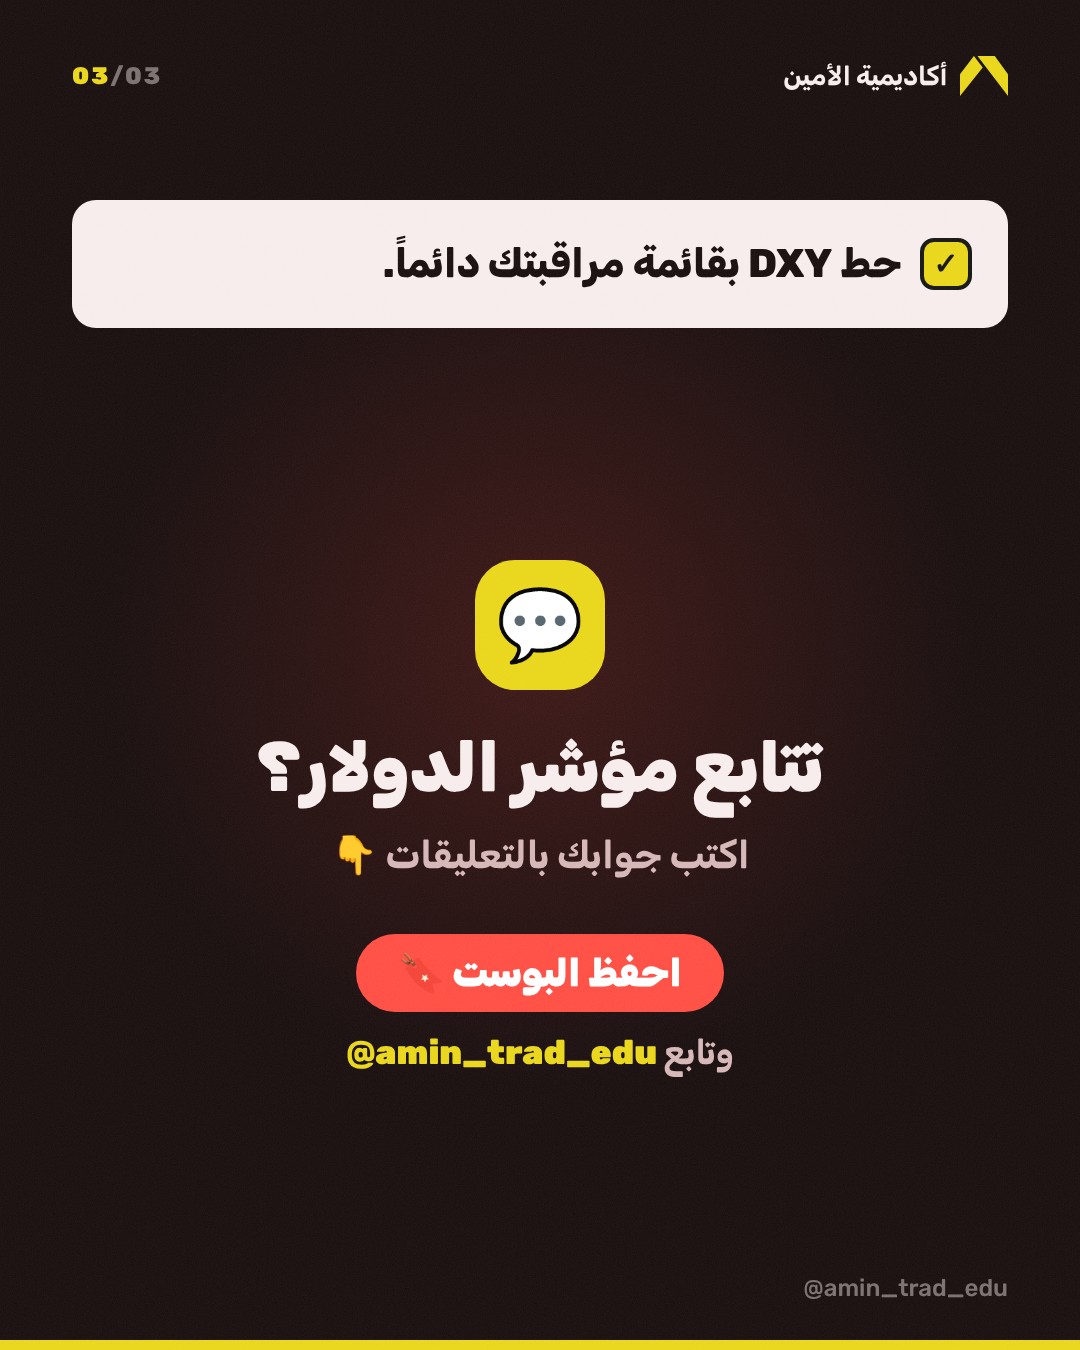 أكاديمية الأمين
03/03
حط DXY بقائمة مراقبتك دائماً.
تتابع مؤشر الدولار؟
اكتب جوابك بالتعليقات 👇
احفظ البوست 🔖
وتابع @amin_trad_edu
@amin_trad_edu